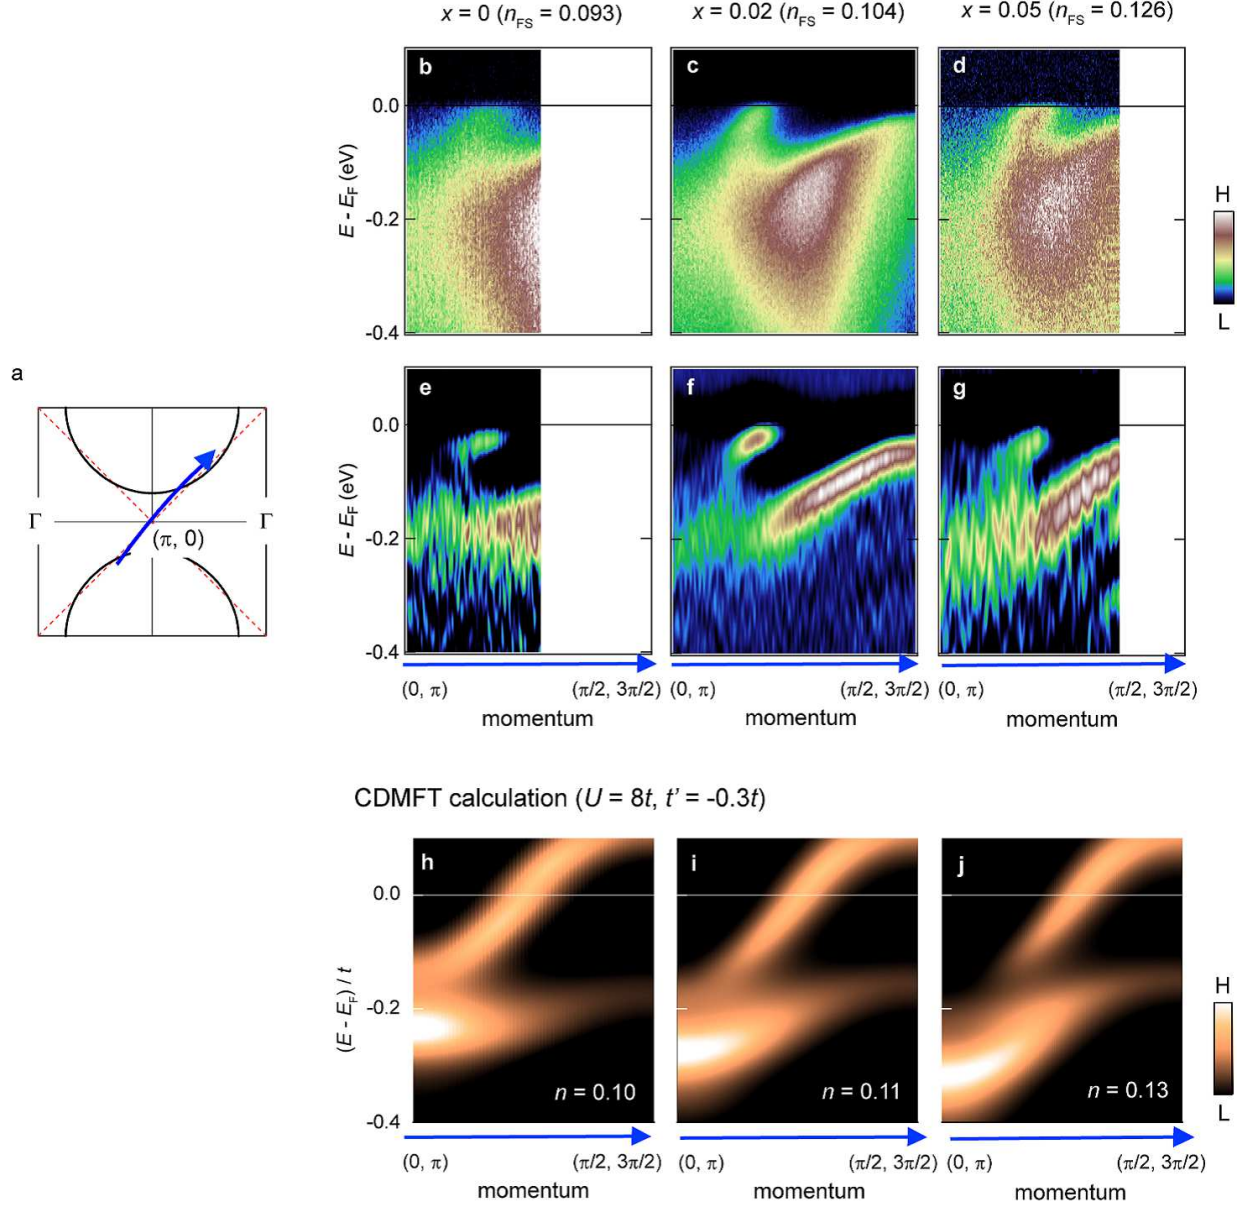 x = 0 (nFS = 0.093)
x = 0.02 (nFS = 0.104)
x = 0.05 (nFS = 0.126)
b
c
d
0.0
-0.2
-0.4
E - EF (eV)
H
L
a
Γ
Γ
(π, 0)
e
f
g
0.0
-0.2
-0.4
E - EF (eV)
(0, π)
(π/2, 3π/2)
(0, π)
(π/2, 3π/2)
(0, π)
(π/2, 3π/2)
momentum
momentum
momentum
CDMFT calculation (U = 8t, t' = -0.3t)
h
i
j
0.0
-0.2
-0.4
(E - EF) / t
n = 0.10
n = 0.11
n = 0.13
H
L
(0, π)
(π/2, 3π/2)
(0, π)
(π/2, 3π/2)
(0, π)
(π/2, 3π/2)
momentum
momentum
momentum